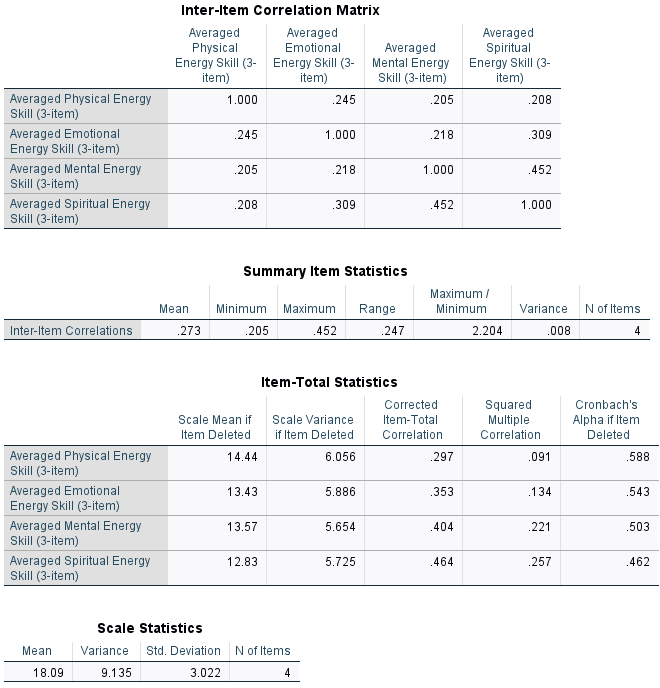 Inter-Item Correlation Matrix
Averaged Physical Energy Skill (3-item) Averaged Emotional Energy Skill (3-item) Averaged Mental Energy Skill (3-item) Averaged Spiritual Energy Skill (3-item)
Averaged Physical Energy Skill (3-item) 1.000 .245 .205 .208
Averaged Emotional Energy Skill (3-item) .245 1.000 .218 .309
Averaged Mental Energy Skill (3-item) .205 .218 1.000 .452
Averaged Spiritual Energy Skill (3-item) .208 .309 .452 1.000
Summary Item Statistics
Mean Minimum Maximum Range Maximum / Minimum Variance N of Items
Inter-Item Correlations .273 .205 .452 .247 2.204 .008 4
Item-Total Statistics
Scale Mean if Item Deleted Scale Variance if Item Deleted Corrected Item-Total Correlation Squared Multiple Correlation Cronbach's Alpha if Item Deleted
Averaged Physical Energy Skill (3-item) 14.44 6.056 .297 .091 .588
Averaged Emotional Energy Skill (3-item) 13.43 5.886 .353 .134 .543
Averaged Mental Energy Skill (3-item) 13.57 5.654 .404 .221 .503
Averaged Spiritual Energy Skill (3-item) 12.83 5.725 .464 .257 .462
Scale Statistics
Mean Variance Std. Deviation N of Items
18.09 9.135 3.022 4